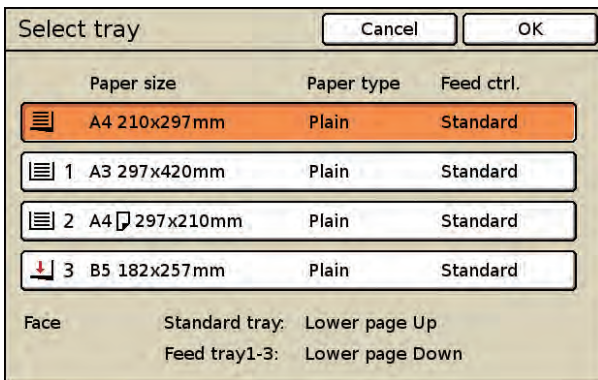 Select tray Cancel OK
Paper size Paper type Feed ctrl.
A4 210x297mm Plain Standard
1 A3 297x420mm Plain Standard
2 A4 297x210mm Plain Standard
3 B5 182x257mm Plain Standard
Face Standard tray: Lower page Up
Feed tray1-3: Lower page Down